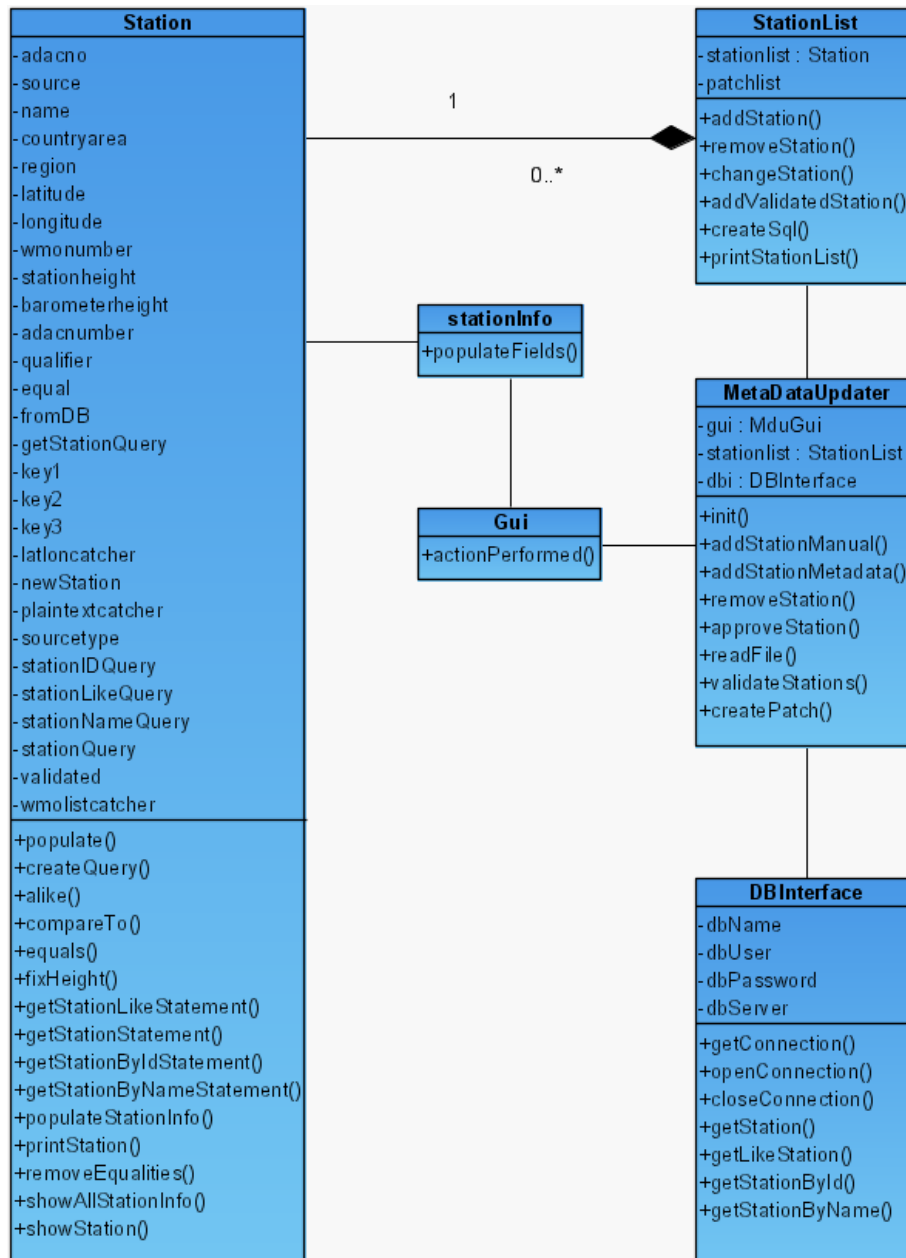 Station
-adacno
-source
-name
-countryarea
-region
-latitude
-longitude
-wmonumber
-stationheight
-barometerheight
-adacnumber
-qualifier
-equal
-fromDB
-getStationQuery
-key1
-key2
-key3
-latloncatcher
-newStation
-plaintextcatcher
-sourcetype
-stationIDQuery
-stationLikeQuery
-stationNameQuery
-stationQuery
-validated
-wmolistcatcher
+populate()
+createQuery()
+alike()
+compareTo()
+equals()
+fixHeight()
+getStationLikeStatement()
+getStationStatement()
+getStationByIdStatement()
+getStationByNameStatement()
+populateStationInfo()
+printStation()
+removeEqualities()
+showAllStationInfo()
+showStation()
1
0..*
stationInfo
+populateFields()
Gui
+actionPerformed()
StationList
-stationlist : Station
-patchlist
+addStation()
+removeStation()
+changeStation()
+addValidatedStation()
+createSql()
+printStationList()
MetaDataUpdater
-gui : MduGui
-stationlist : StationList
-dbi : DBInterface
+init()
+addStationManual()
+addStationMetadata()
+removeStation()
+approveStation()
+readFile()
+validateStations()
+createPatch()
DBInterface
-dbName
-dbUser
-dbPassword
-dbServer
+getConnection()
+openConnection()
+closeConnection()
+getStation()
+getLikeStation()
+getStationById()
+getStationByName()